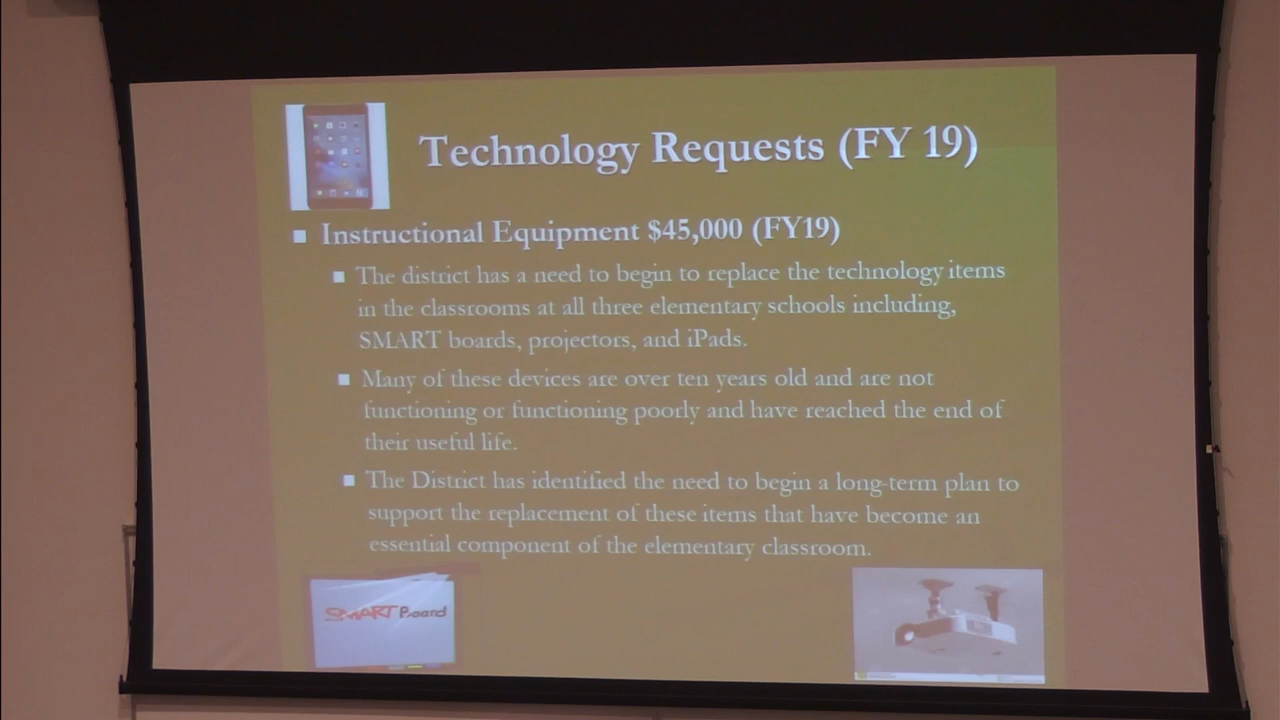 Technology Requests (FY 19)
Instructional Equipment $45,000 (FY19)
The district has a need to begin to replace the technology items
in the classrooms at all three elementary schools including,
SMART boards, projectors, and iPads.
Many of these devices are over ten years old and are not
functioning or functioning poorly and have reached the end of
their useful life.
The District has identified the need to begin a long-term plan to
support the replacement of these items that have become an
essential component of the elementary classroom.
SMART Board